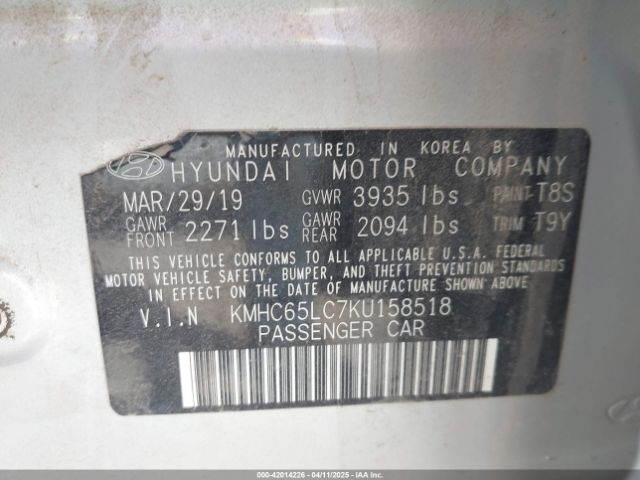 MANUFACTURED IN KOREA BY
HYUNDAI MOTOR COMPANY
MAR/29/19 GVWR 3935 lbs PAINT T8S
GAWR FRONT 2271 lbs GAWR REAR 2094 lbs TRIM T9Y
THIS VEHICLE CONFORMS TO ALL APPLICABLE U.S.A. FEDERAL
MOTOR VEHICLE SAFETY, BUMPER, AND THEFT PREVENTION STANDARDS
IN EFFECT ON THE DATE OF MANUFACTURE SHOWN ABOVE.
V.I.N KMHC65LC7KU158518
PASSENGER CAR
000-42014226 - 04/11/2025 - IAAI.COM